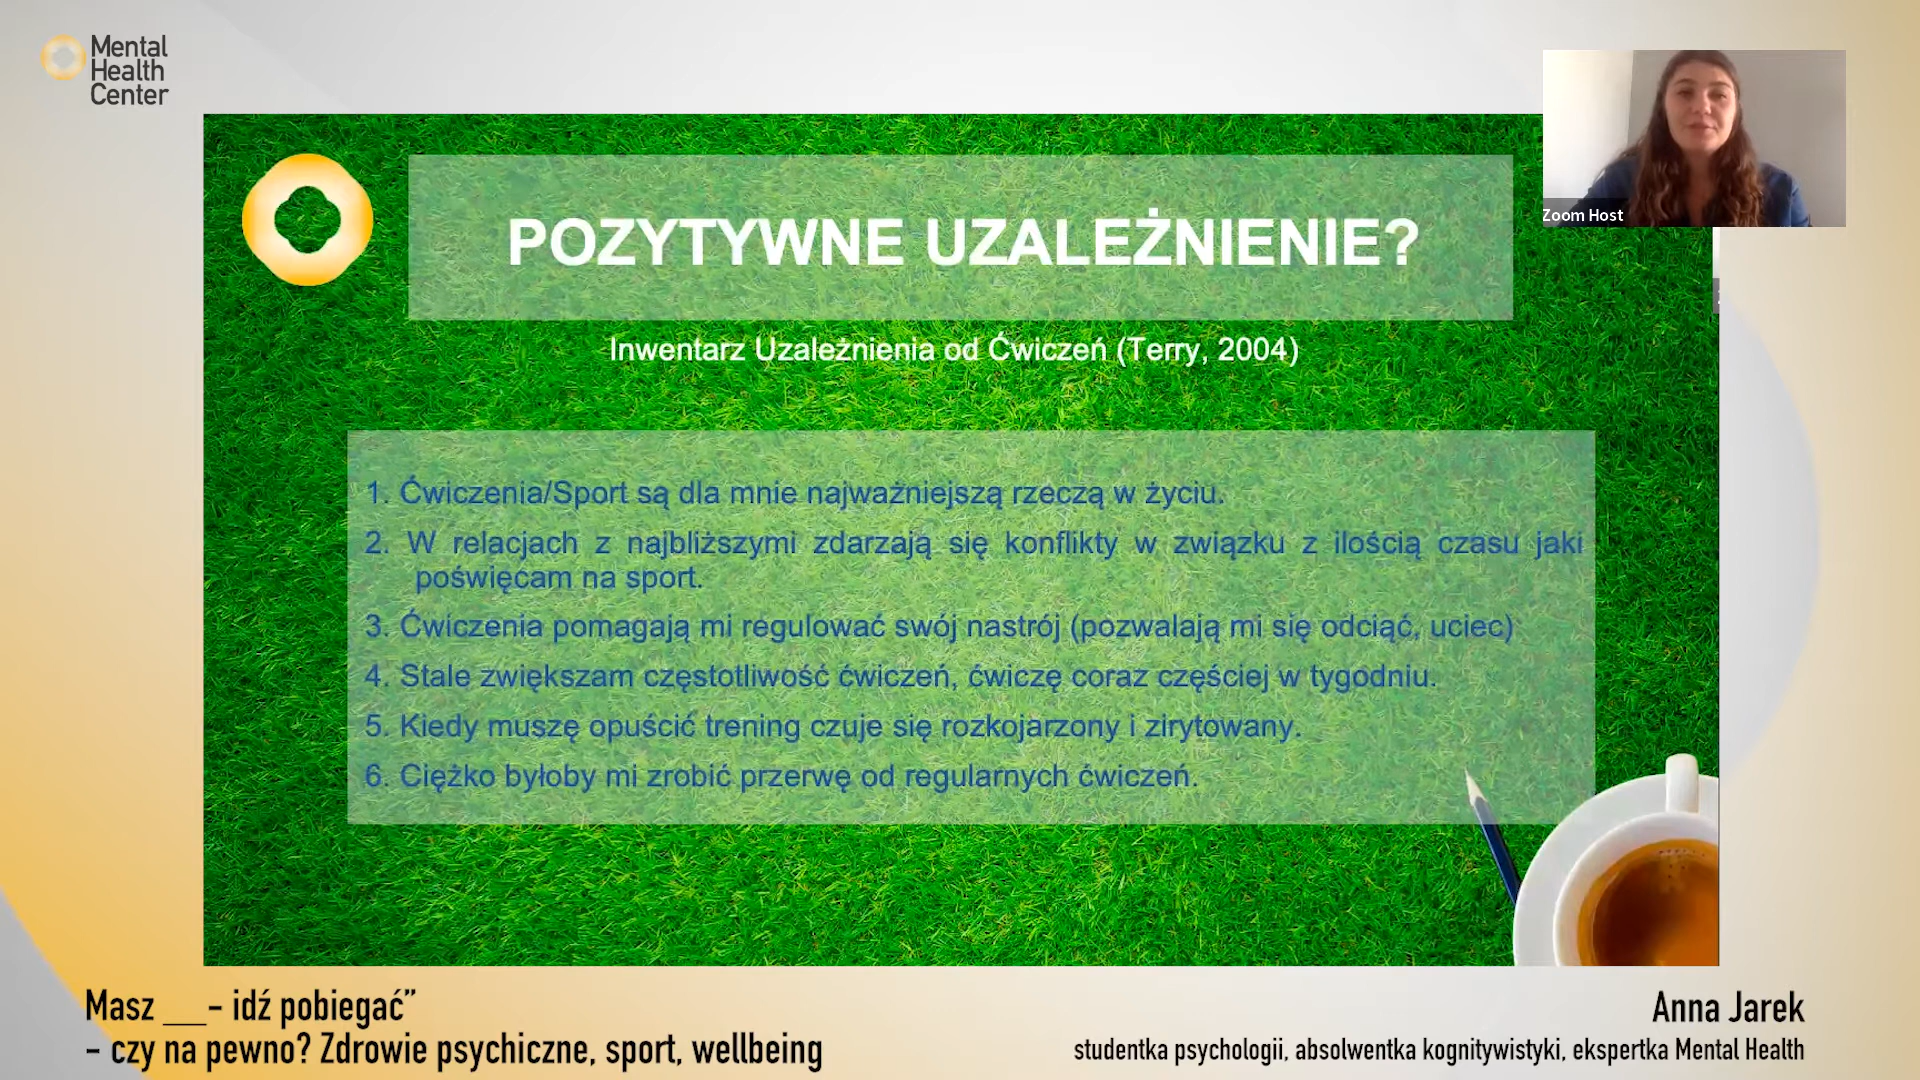 Mental
Health
Center
Zoom Host
POZYTYWNE UZALEŻNIENIE?
Inwentarz Uzależnienia od Ćwiczeń (Terry, 2004)
1. Ćwiczenia/Sport są dla mnie najważniejszą rzeczą w życiu.
2. W relacjach z najbliższymi zdarzają się konflikty w związku z ilością czasu jaki
poświęcam na sport.
3. Ćwiczenia pomagają mi regulować swój nastrój (pozwalają mi się odciąć, uciec)
4. Stale zwiększam częstotliwość ćwiczeń, ćwiczę coraz częściej w tygodniu.
5. Kiedy muszę opuścić trening czuje się rozkojarzony i zirytowany.
6. Ciężko byłoby mi zrobić przerwę od regularnych ćwiczeń.
Masz __- idź pobiegać”
- czy na pewno? Zdrowie psychiczne, sport, wellbeing
Anna Jarek
studentka psychologii, absolwentka kognitywistyki, ekspertka Mental Health